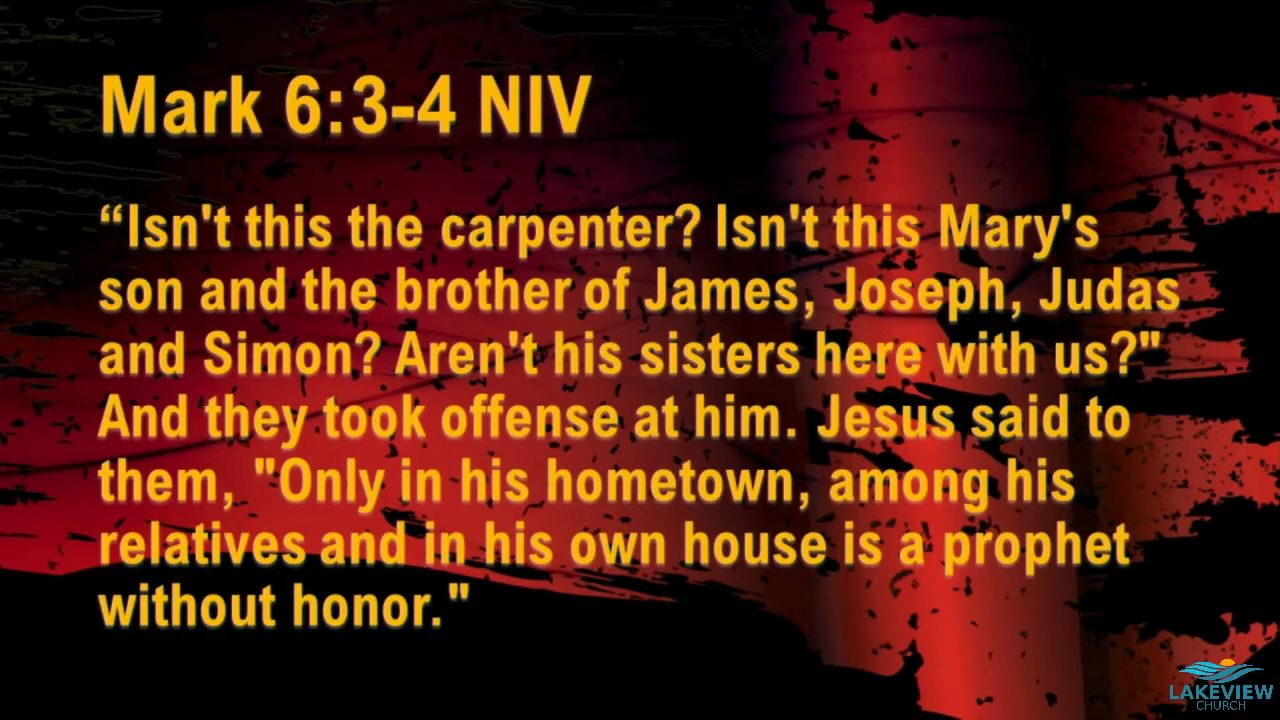 Mark 6:3-4 NIV
“Isn't this the carpenter? Isn't this Mary's
son and the brother of James, Joseph, Judas
and Simon? Aren't his sisters here with us?"
And they took offense at him. Jesus said to
them, "Only in his hometown, among his
relatives and in his own house is a prophet
without honor."
LAKEVIEW
CHURCH